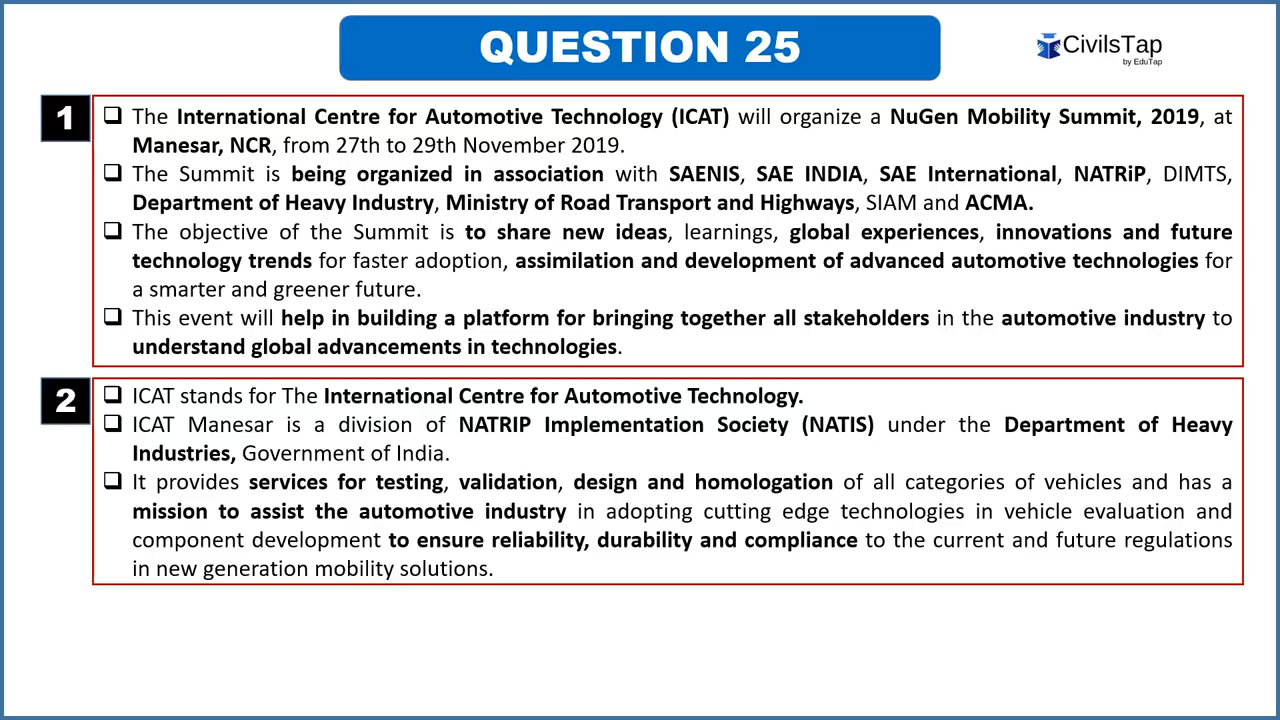 QUESTION 25
CivilsTap
by EduTap
1
❑ The International Centre for Automotive Technology (ICAT) will organize a NuGen Mobility Summit, 2019, at
Manesar, NCR, from 27th to 29th November 2019.
❑ The Summit is being organized in association with SAENIS, SAE INDIA, SAE International, NATRiP, DIMTS,
Department of Heavy Industry, Ministry of Road Transport and Highways, SIAM and ACMA.
❑ The objective of the Summit is to share new ideas, learnings, global experiences, innovations and future
technology trends for faster adoption, assimilation and development of advanced automotive technologies for
a smarter and greener future.
❑ This event will help in building a platform for bringing together all stakeholders in the automotive industry to
understand global advancements in technologies.
2
❑ ICAT stands for The International Centre for Automotive Technology.
❑ ICAT Manesar is a division of NATRIP Implementation Society (NATIS) under the Department of Heavy
Industries, Government of India.
❑ It provides services for testing, validation, design and homologation of all categories of vehicles and has a
mission to assist the automotive industry in adopting cutting edge technologies in vehicle evaluation and
component development to ensure reliability, durability and compliance to the current and future regulations
in new generation mobility solutions.